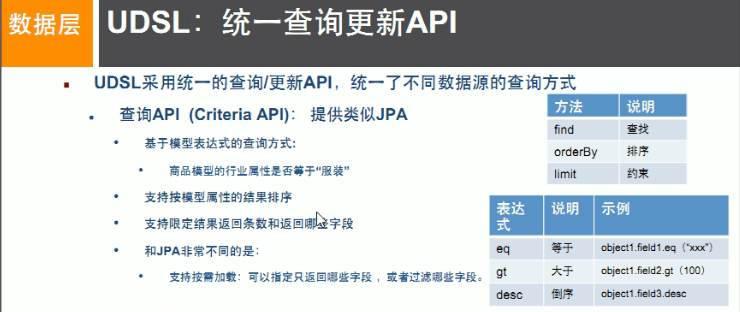 数据层
UDSL：统一查询更新API
UDSL采用统一的查询/更新API，统一了不同数据源的查询方式
查询API（Criteria API）： 提供类似JPA
基于模型表达式的查询方式:
商品模型的行业属性是否等于“服装”
支持按模型属性的结果排序
支持限定结果返回条数和返回哪些字段
和JPA非常不同的是：
支持按需加载：可以指定只返回哪些字段 ，或者过滤哪些字段。
方法 说明
find 查找
orderBy 排序
limit 约束
表达式 说明 示例
eq 等于 object1.field1.eq（“xxx”）
gt 大于 object1.field2.gt（100）
desc 倒序 object1.field3.desc